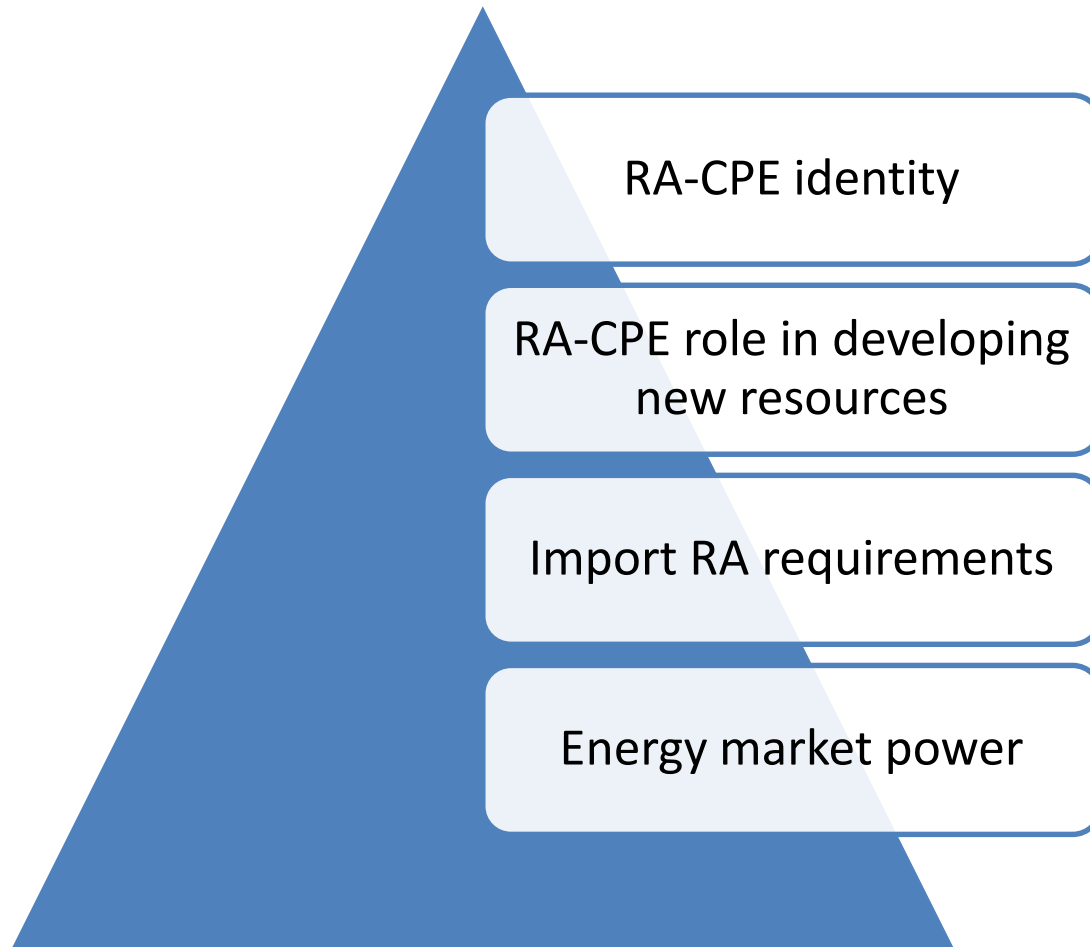 RA-CPE identity
RA-CPE role in developing
new resources
Import RA requirements
Energy market power